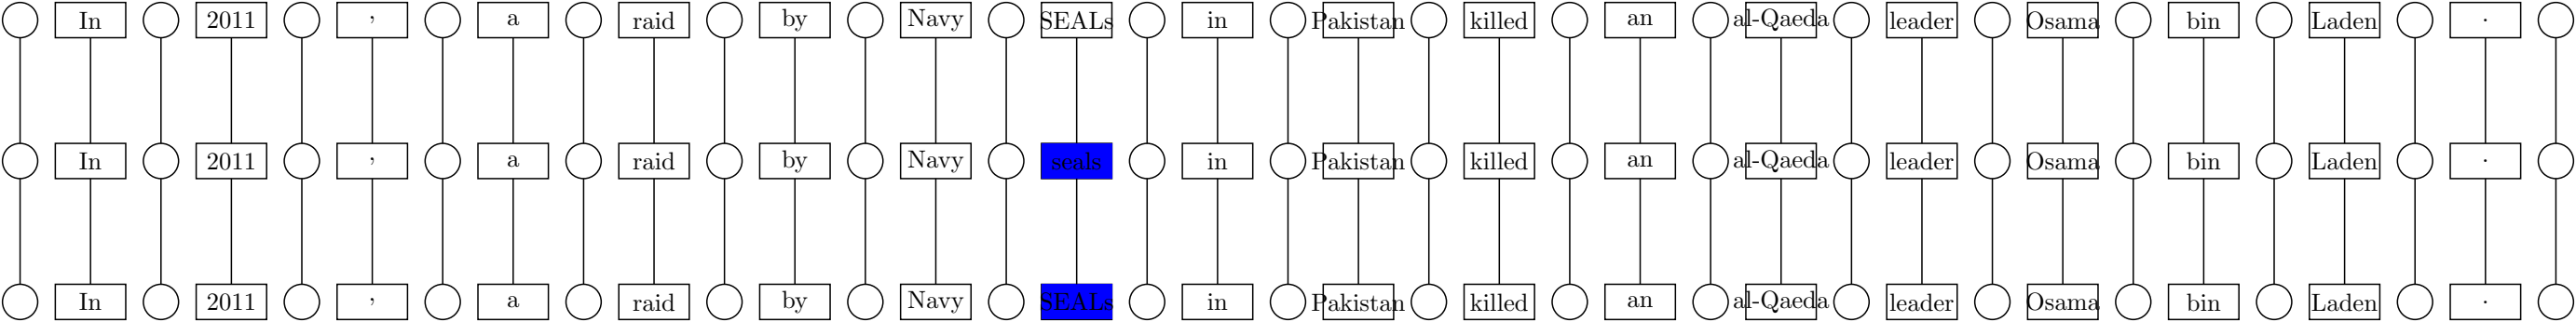 In 2011 , a raid by Navy SEALs in Pakistan killed an al-Qaeda leader Osama bin Laden .
In 2011 , a raid by Navy seals in Pakistan killed an al-Qaeda leader Osama bin Laden .
In 2011 , a raid by Navy SEALs in Pakistan killed an al-Qaeda leader Osama bin Laden .